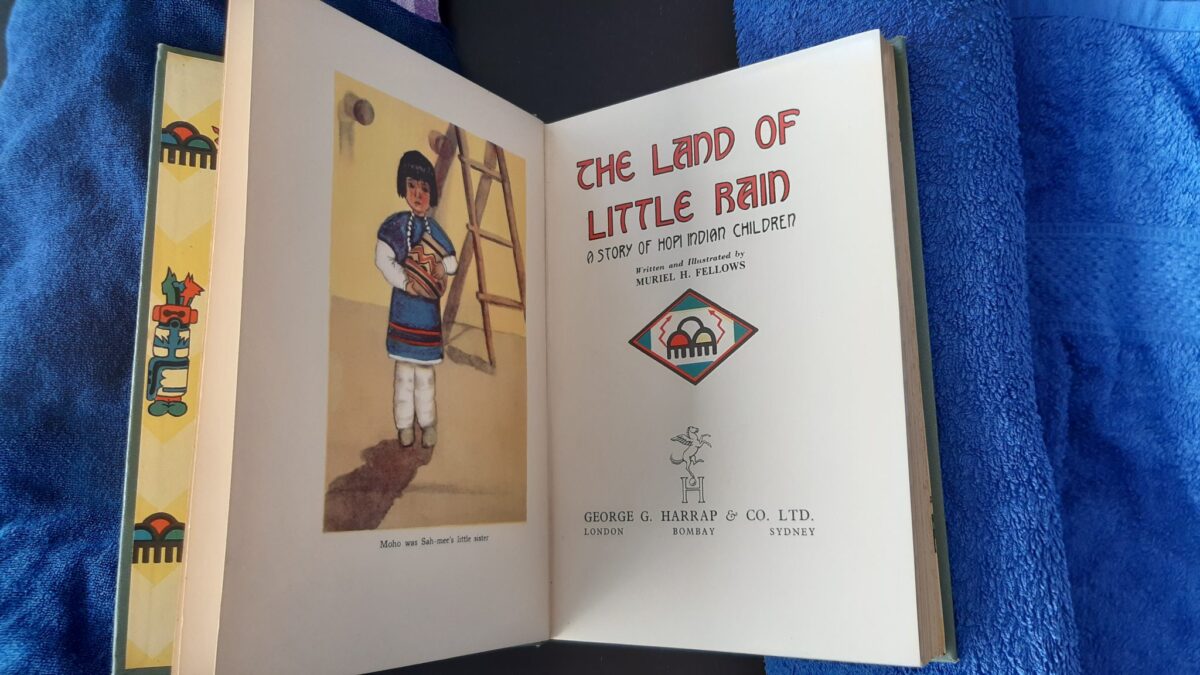 Moho was Sah-mee's little sister
THE LAND OF
LITTLE RAIN
A STORY OF HOPI INDIAN CHILDREN
Written and Illustrated by
MURIEL H. FELLOWS
H
GEORGE G. HARRAP & CO. LTD.
LONDON BOMBAY SYDNEY